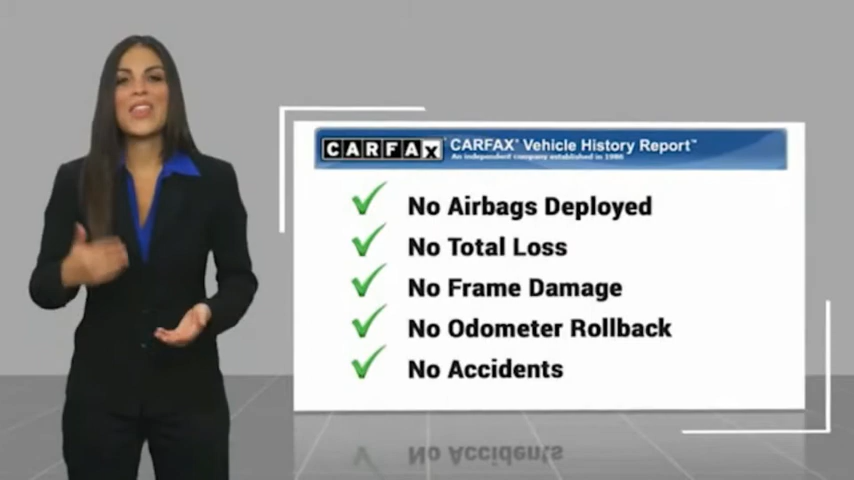 CARFAX CARFAX® Vehicle History Report™
An independent company established in 1986
No Airbags Deployed
No Total Loss
No Frame Damage
No Odometer Rollback
No Accidents
No Accidents